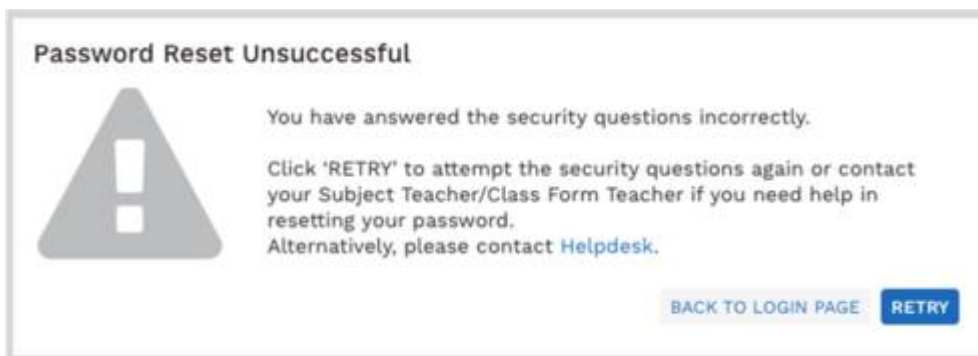 Password Reset Unsuccessful
You have answered the security questions incorrectly.
Click 'RETRY' to attempt the security questions again or contact
your Subject Teacher/Class Form Teacher if you need help in
resetting your password.
Alternatively, please contact Helpdesk.
BACK TO LOGIN PAGE RETRY